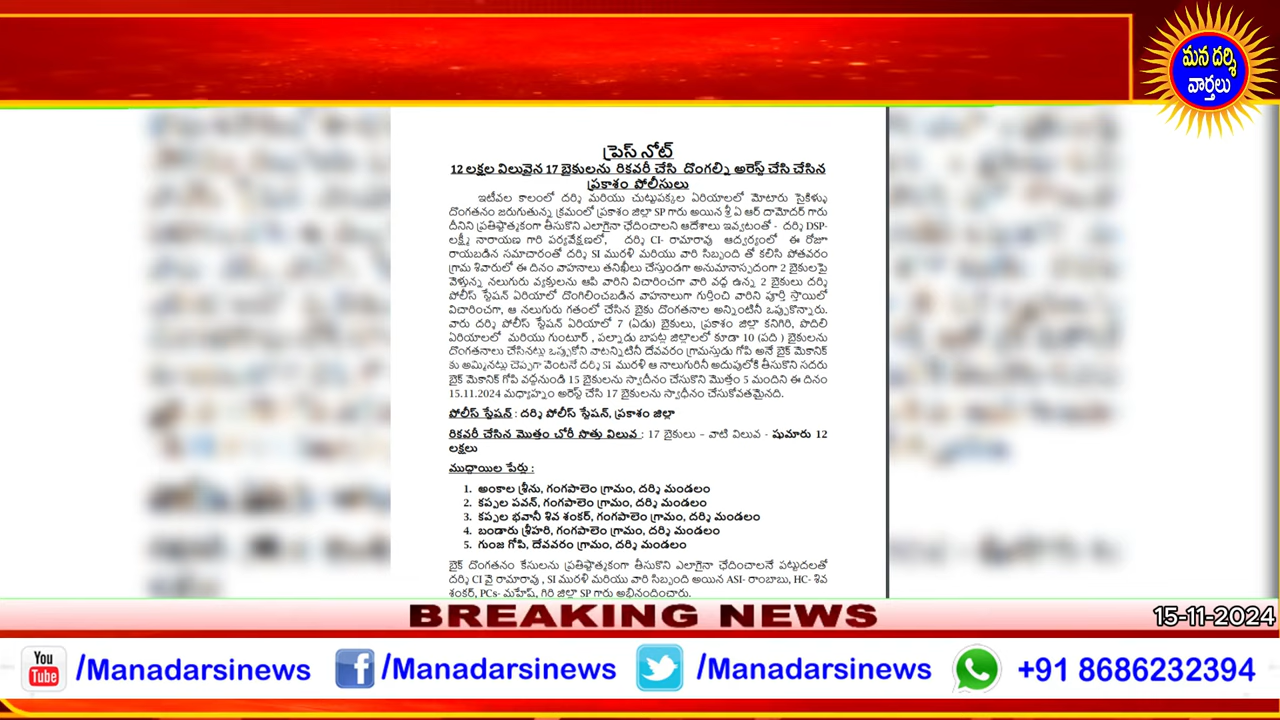 మన దర్శి
వార్తలు
ప్రెస్ నోట్
12 లక్షల విలువైన 17 బైకులను రికవరీ చేసి దొంగల్ని అరెస్ట్ చేసి చేసిన
ప్రకాశం పోలీసులు
ఇటీవల కాలంలో దర్శి మరియు చుట్టుపక్కల ఏరియాలలో మోటారు సైకిళ్ళు
దొంగతనం జరుగుతున్న క్రమంలో ప్రకాశం జిల్లా SP గారు అయిన శ్రీ ఏ ఆర్ దామోదర్ గారు
దీనిని ప్రతిష్టాత్మకంగా తీసుకొని ఎలాగైనా ఛేదించాలని ఆదేశాలు ఇవ్వటంతో - దర్శి DSP-
లక్ష్మీ నారాయణ గారి పర్యవేక్షణలో, దర్శి CI- రామారావు ఆధ్వర్యంలో ఈ రోజు
రాయబడిన సమాచారంతో దర్శి SI మురళి మరియు వారి సిబ్బంది తో కలిసి పోతవరం
గ్రామ శివారులో ఈ దినం వాహనాలు తనిఖీలు చేస్తుండగా అనుమానాస్పదంగా 2 బైకులపై
వెళ్తున్న నలుగురు వ్యక్తులను ఆపి వారిని విచారించగా వారి వద్ద ఉన్న 2 బైకులు దర్శి
పోలీస్ స్టేషన్ ఏరియాలో దొంగిలించబడిన వాహనాలుగా గుర్తించి వారిని పూర్తి స్తాయిలో
విచారించగా, ఆ నలుగురు గతంలో చేసిన బైకు దొంగతనాల అన్నింటినీ ఒప్పుకొన్నారు.
వారు దర్శి పోలీస్ స్టేషన్ ఏరియాలో 7 (ఏడు) బైకులు, ప్రకాశం జిల్లా కనిగిరి, పొదిలి
ఏరియాలలో మరియు గుంటూర్ , పల్నాడు బాపట్ల జిల్లాలలో కూడా 10 (పది ) బైకులను
దొంగతనాలు చేసినట్లు ఒప్పుకోని వాటన్నిటినీ దేవవరం గ్రామస్తుడు గోపి అనే బైక్ మెకానిక్
కు అమ్మినట్లు చెప్పగా వెంటనే దర్శి SI మురళి ఆ నాలుగురినీ అదుపులోకి తీసుకొని సదరు
బైక్ మెకానిక్ గోపి వద్దనుండి 15 బైకులను స్వాదీనం చేసుకొని మొత్తం 5 మందిని ఈ దినం
15.11.2024 మధ్యాహ్నం అరెస్ట్ చేసి 17 బైకులను స్వాధీనం చేసుకోవతమైనది.
పోలీస్ స్టేషన్ : దర్శి పోలీస్ స్టేషన్, ప్రకాశం జిల్లా
రికవరీ చేసిన మొత్తం చోరీ సొత్తు విలువ : 17 బైకులు – వాటి విలువ - షుమారు 12
లక్షలు
ముద్దాయిల పేర్లు :
1. అంకాల శ్రీను, గంగపాలెం గ్రామం, దర్శి మండలం
2. కప్పల పవన్, గంగపాలెం గ్రామం, దర్శి మండలం
3. కప్పల భవానీ శివ శంకర్, గంగపాలెం గ్రామం, దర్శి మండలం
4. బండారు శ్రీహరి, గంగపాలెం గ్రామం, దర్శి మండలం
5. గుంజ గోపి, దేవవరం గ్రామం, దర్శి మండలం
బైక్ దొంగతనం కేసులను ప్రతిష్టాత్మకంగా తీసుకొని ఎలాగైనా ఛేదించాలనే పట్టుదలతో
దర్శి CI వై రామారావు , SI మురళి మరియు వారి సిబ్బంది అయిన ASI- రాంబాబు, HC- శివ
శంకర్, PCs- మహేష్, గిరి జిల్లా SP గారు అభినందించారు.
BREAKING NEWS
15-11-2024
You Tube /Manadarsinews
f /Manadarsinews
/Manadarsinews
+91 8686232394